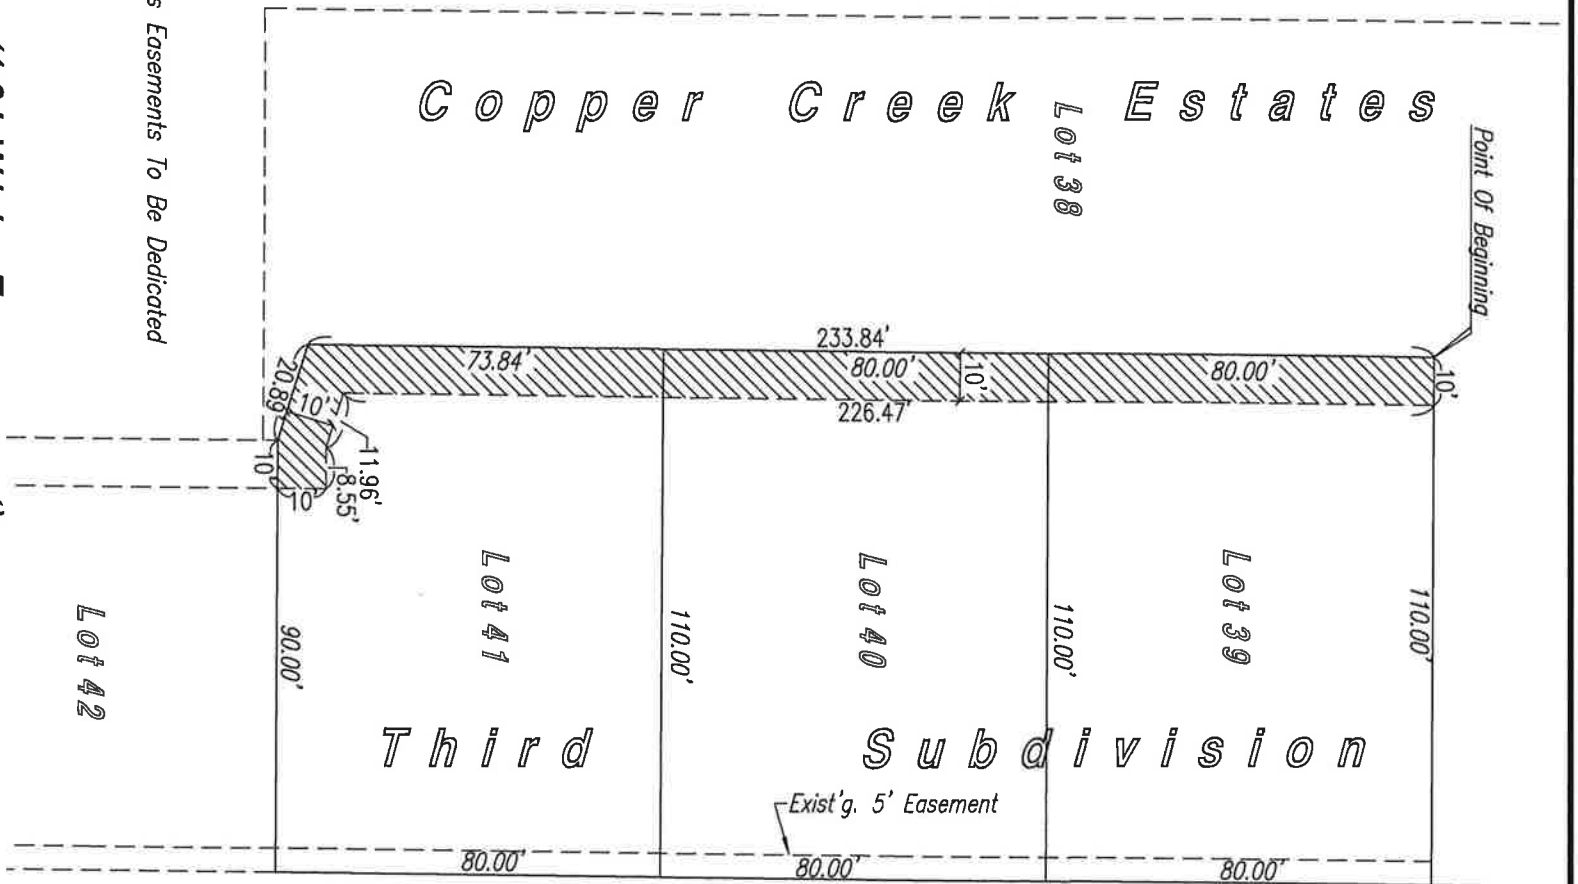 s Easements To Be Dedicated
Copper Creek Estates
Lot 38
Point Of Beginning
233.84'
73.84'
80.00'
10'
80.00'
10'
226.47'
20.89'
10'
11.96'
8.55'
10'
10'
Lot 41
Lot 40
Lot 39
Lot 42
90.00'
110.00'
110.00'
110.00'
Third Subdivision
Exist'g. 5' Easement
80.00'
80.00'
80.00'